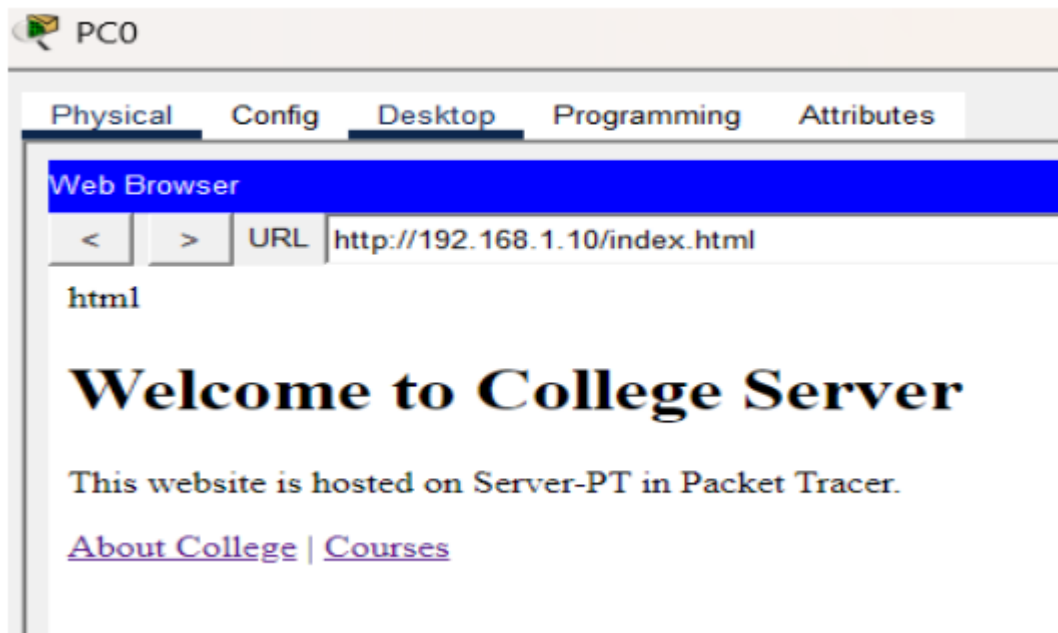 PC0
Physical Config Desktop Programming Attributes
Web Browser
< > URL http://192.168.1.10/index.html
html
Welcome to College Server
This website is hosted on Server-PT in Packet Tracer.
About College | Courses